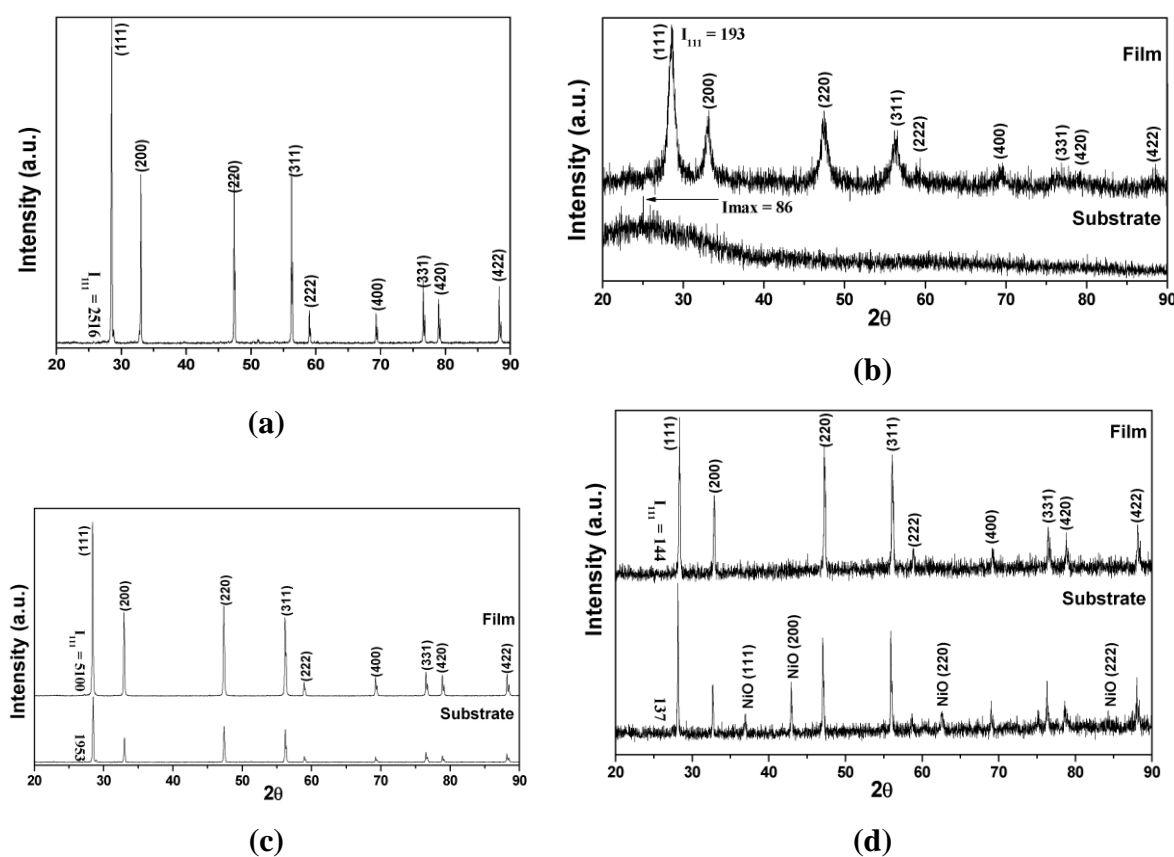 (111)
(200)
(220)
(311)
(222)
(400)
(331)
(420)
(422)
I111 = 2516
Intensity (a.u.)
20 30 40 50 60 70 80 90
2θ
(a)
I111 = 193
Film
(111)
(200)
(220)
(311)
(222)
(400)
(331)
(420)
(422)
Imax = 86
Substrate
Intensity (a.u.)
20 30 40 50 60 70 80 90
2θ
(b)
(111)
(200)
(220)
(311)
(222)
(400)
(331)
(420)
(422)
Film
I111 = 5100
Substrate
1953
Intensity (a.u.)
20 30 40 50 60 70 80 90
2θ
(c)
(111)
(200)
(220)
(311)
(222)
(400)
(331)
(420)
(422)
Film
I111 = 144
Substrate
137
NiO (111)
NiO (200)
NiO (220)
NiO (222)
Intensity (a.u.)
20 30 40 50 60 70 80 90
2θ
(d)